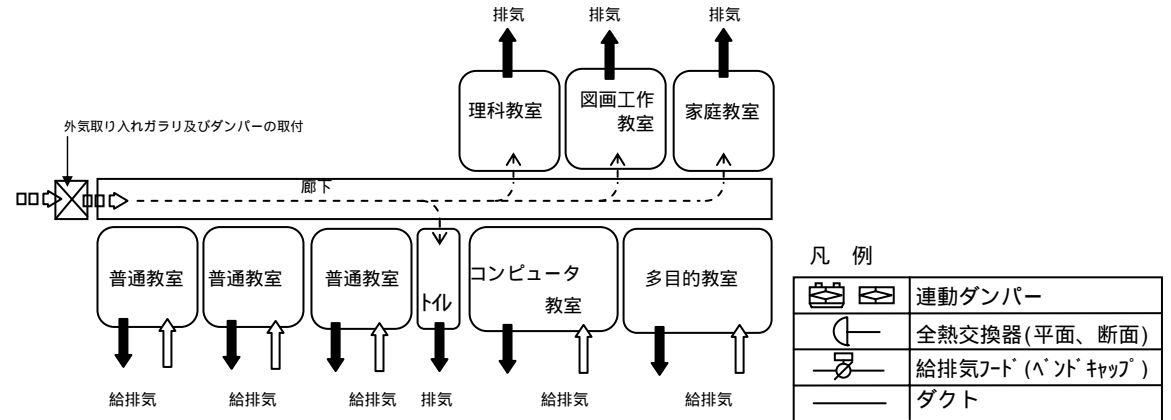 排気
排気
排気
理科教室
図画工作
教室
家庭教室
外気取り入れガラリ及びダンパーの取付
廊下
普通教室
普通教室
普通教室
トイレ
コンピュータ
教室
多目的教室
給排気
給排気
給排気
排気
給排気
給排気
凡 例
連動ダンパー
全熱交換器(平面、断面)
給排気フード(ベンドキャップ)
ダクト